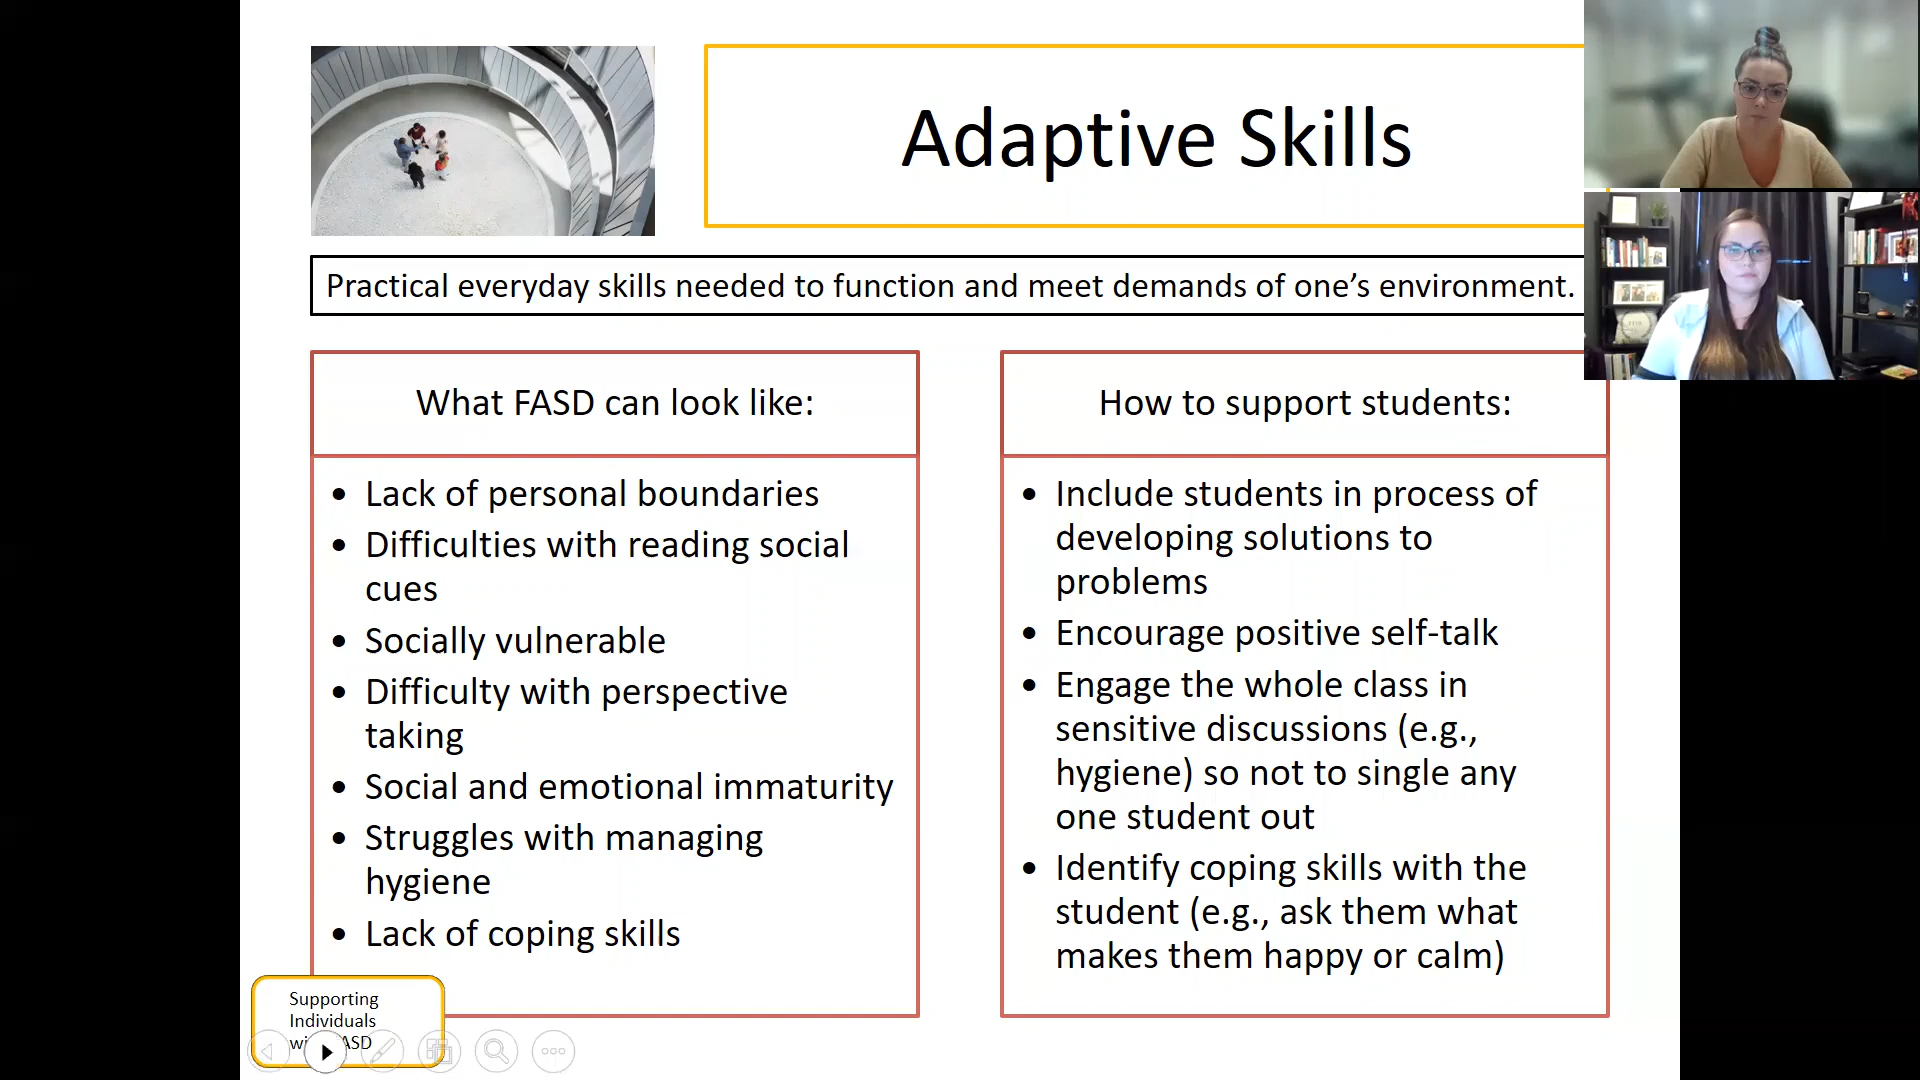 Adaptive Skills
Practical everyday skills needed to function and meet demands of one’s environment.
What FASD can look like:
• Lack of personal boundaries
• Difficulties with reading social
cues
• Socially vulnerable
• Difficulty with perspective
taking
• Social and emotional immaturity
• Struggles with managing
hygiene
• Lack of coping skills
How to support students:
• Include students in process of
developing solutions to
problems
• Encourage positive self-talk
• Engage the whole class in
sensitive discussions (e.g.,
hygiene) so not to single any
one student out
• Identify coping skills with the
student (e.g., ask them what
makes them happy or calm)
Supporting
Individuals
with FASD